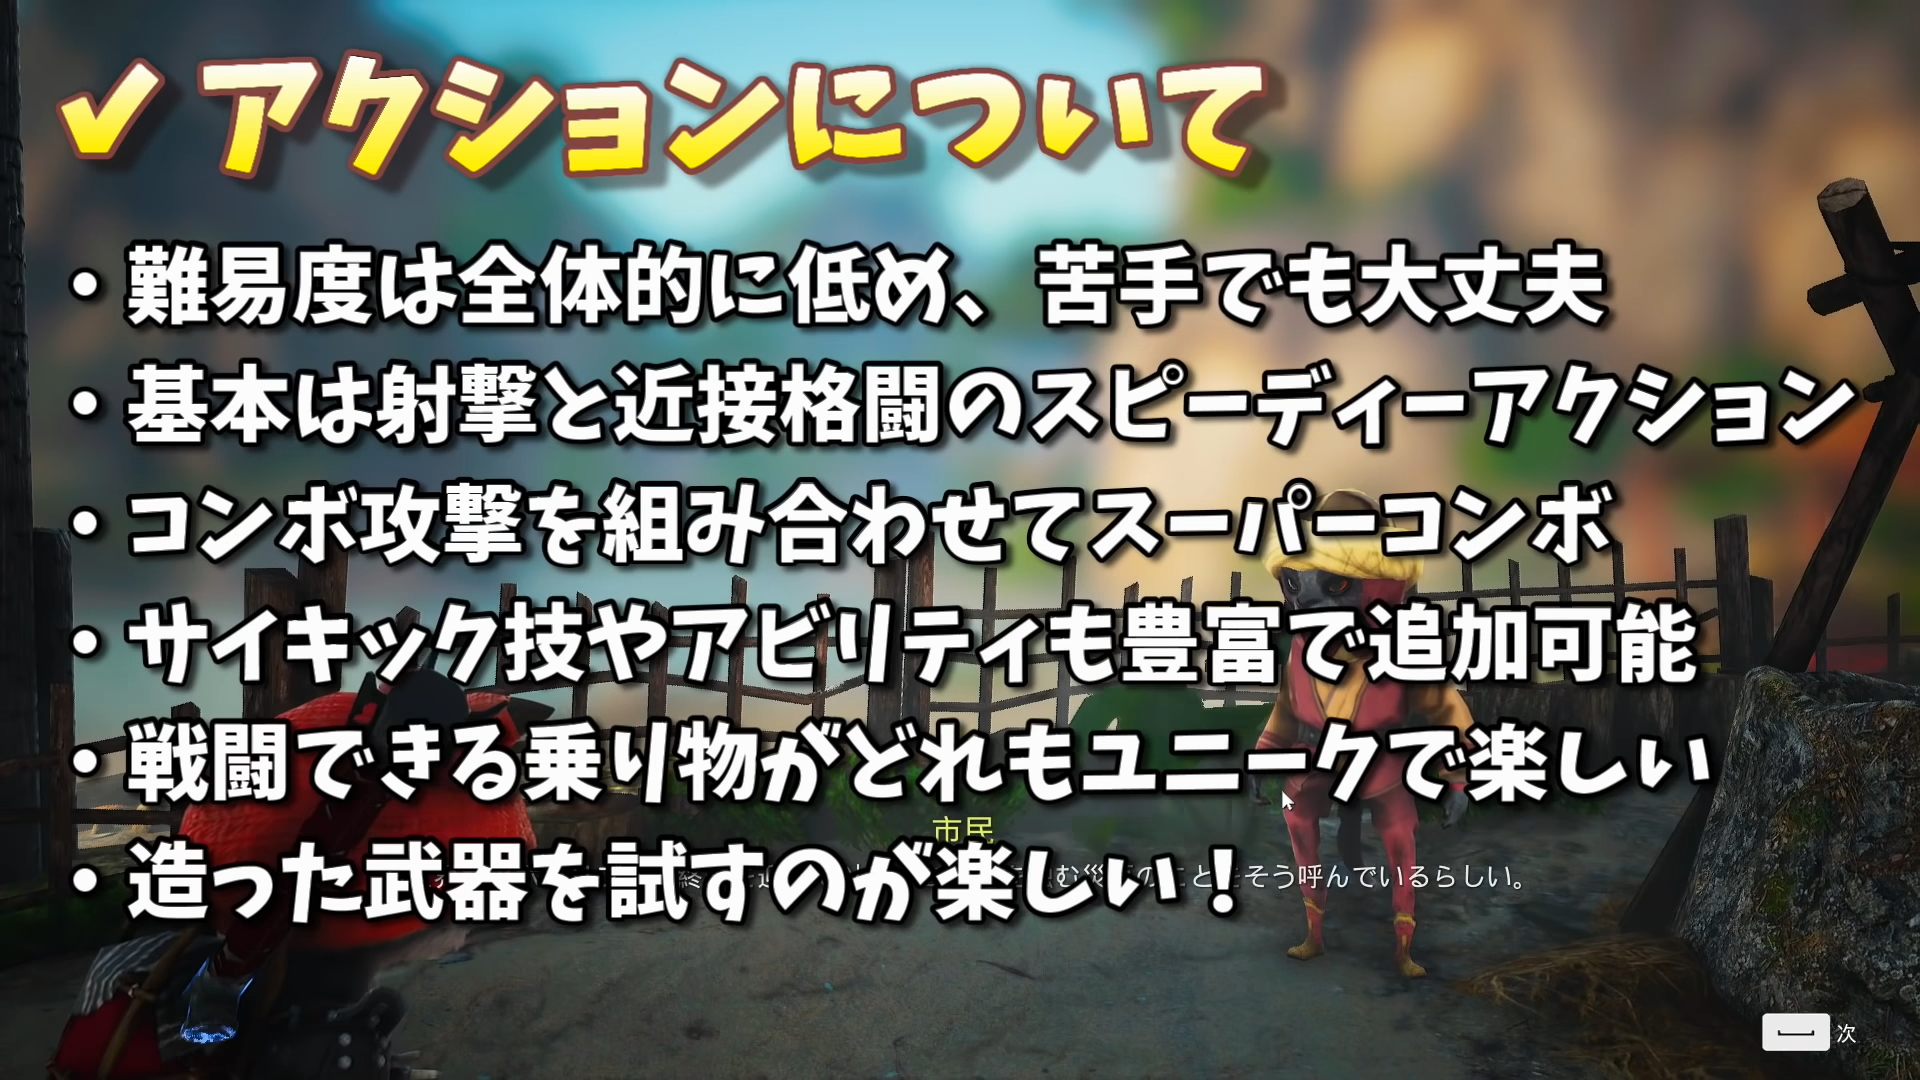 ✓アクションについて
・難易度は全体的に低め、苦手でも大丈夫
・基本は射撃と近接格闘のスピーディーアクション
・コンボ攻撃を組み合わせてスーパーコンボ
・サイキック技やアビリティも豊富で追加可能
・戦闘できる乗り物がどれもユニークで楽しい
市民
・造った武器を試すのが楽しい！
そう呼んでいるらしい。
次